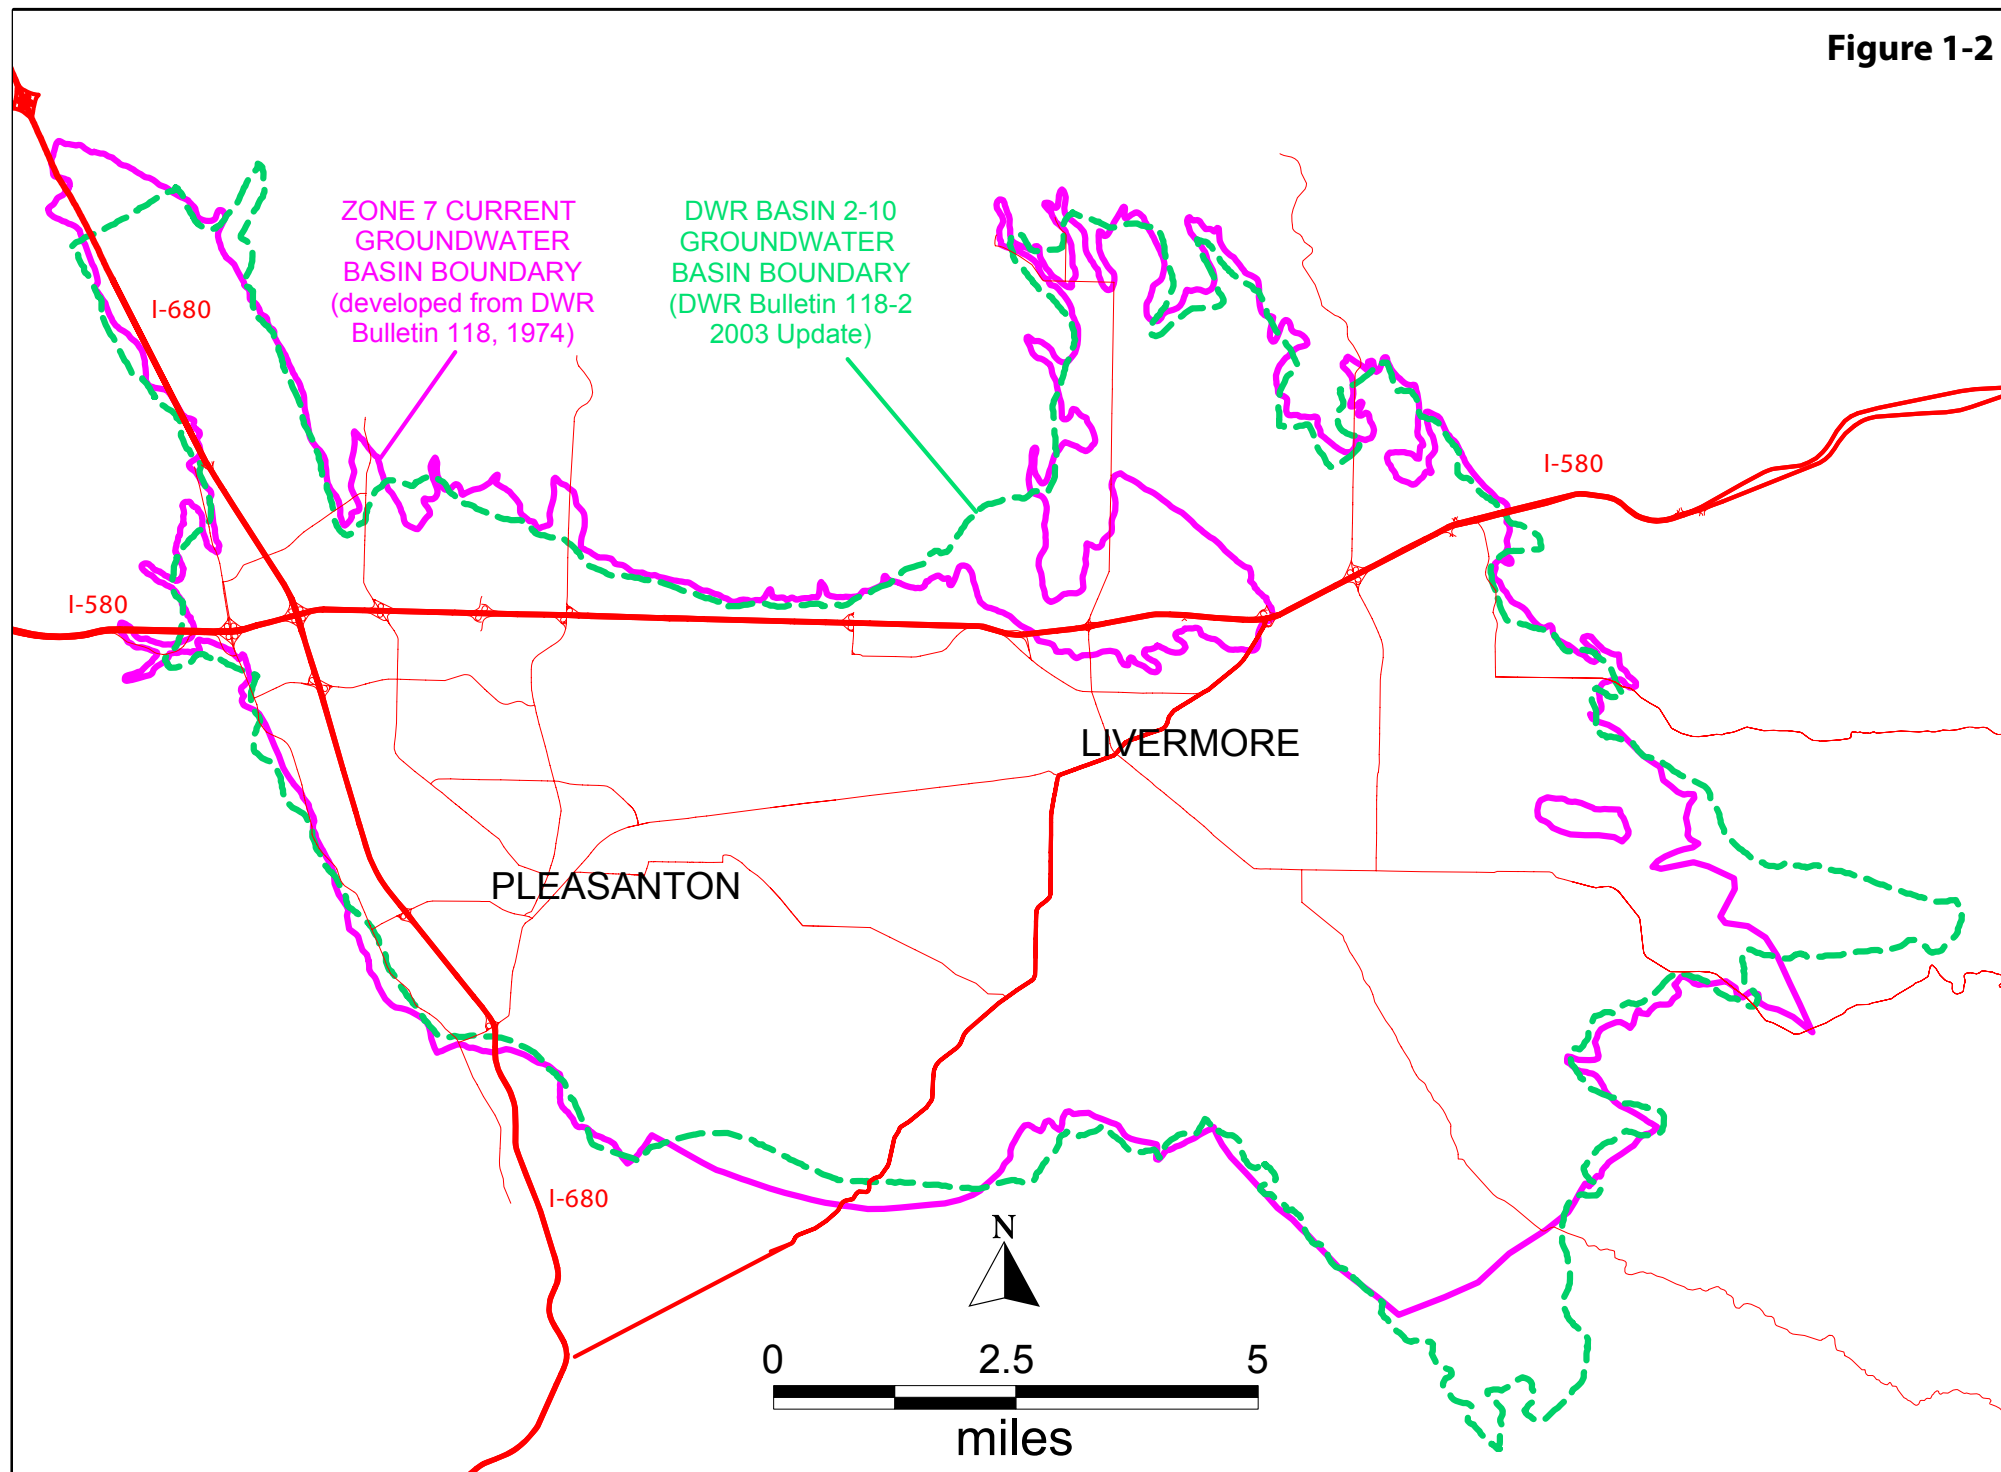 Figure 1-2
ZONE 7 CURRENT
GROUNDWATER
BASIN BOUNDARY
(developed from DWR
Bulletin 118, 1974)
DWR BASIN 2-10
GROUNDWATER
BASIN BOUNDARY
(DWR Bulletin 118-2
2003 Update)
I-680
I-580
I-580
LIVERMORE
PLEASANTON
I-680
N
0 2.5 5
miles